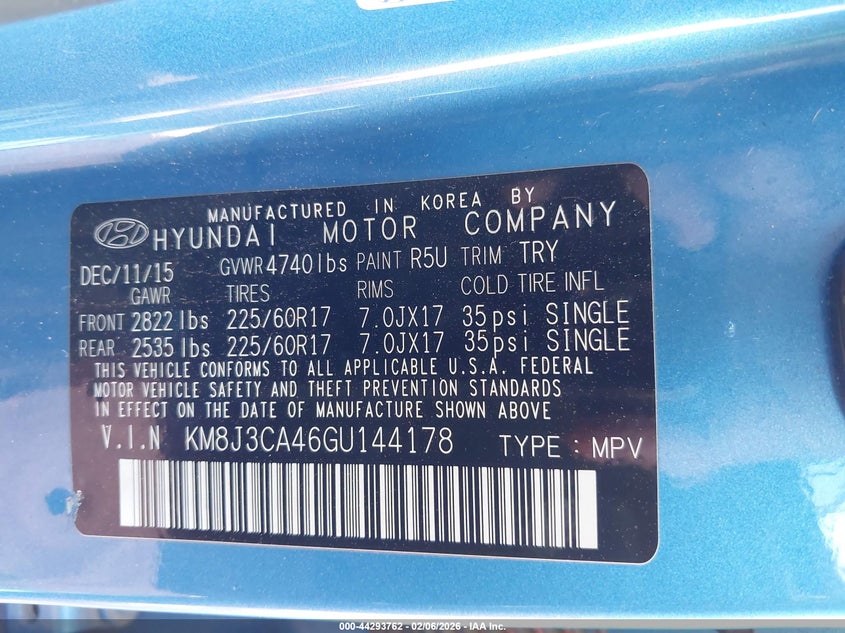 MANUFACTURED IN KOREA BY
HYUNDAI MOTOR COMPANY
DEC/11/15 GVWR 4740lbs PAINT R5U TRIM TRY
GAWR TIRES RIMS COLD TIRE INFL
FRONT 2822 lbs 225/60R17 7.0JX17 35psi SINGLE
REAR 2535 lbs 225/60R17 7.0JX17 35psi SINGLE
THIS VEHICLE CONFORMS TO ALL APPLICABLE U.S.A. FEDERAL
MOTOR VEHICLE SAFETY AND THEFT PREVENTION STANDARDS
IN EFFECT ON THE DATE OF MANUFACTURE SHOWN ABOVE
V.I.N KM8J3CA46GU144178 TYPE : MPV
000-44293762 - 02/06/2026 - IAA Inc.